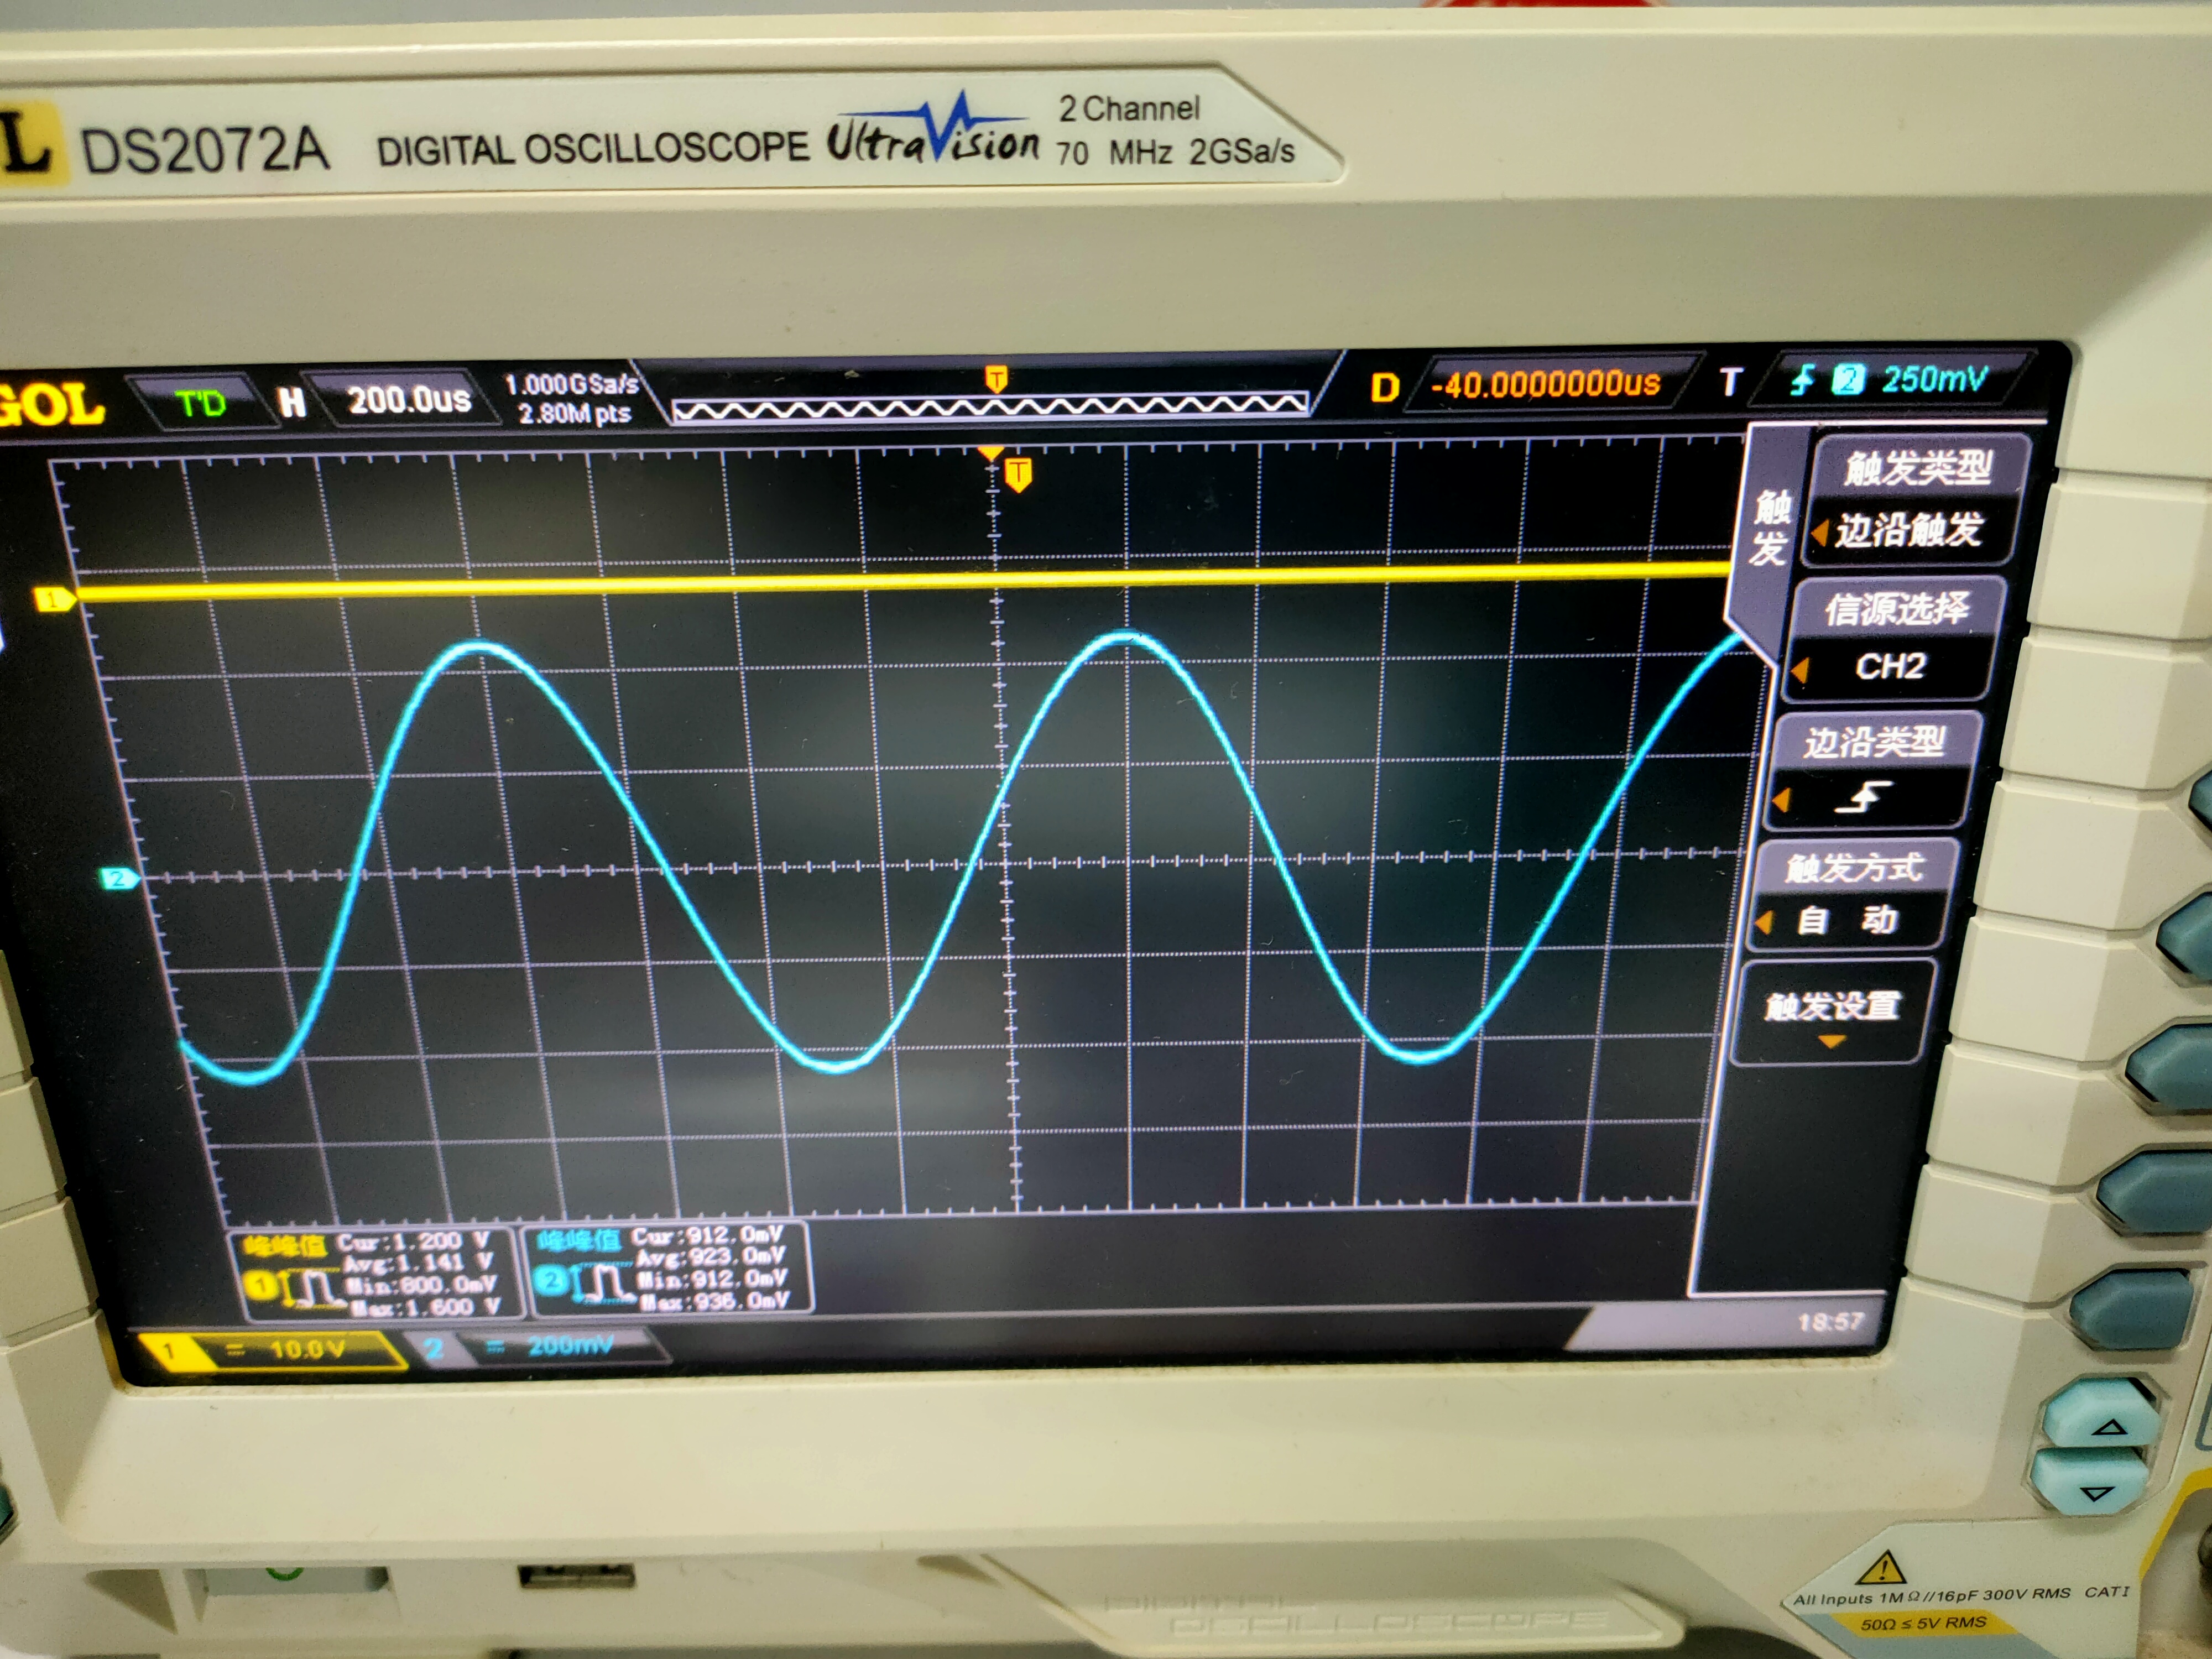 L DS2072A DIGITAL OSCILLOSCOPE UltraVision 2 Channel
70 MHz 2GSa/s
GOL T'D H 200.0us 1.000GSa/s
2.80M pts
T
D -40.0000000us T 2 250mV
T
触发
触发类型
边沿触发
信源选择
CH2
边沿类型
触发方式
自 动
触发设置
1
2
峰峰值 Cur:1.200 V
Avg:1.141 V
1 Min:800.0mV
Max:1.600 V
峰峰值 Cur:912.0mV
Avg:923.0mV
2 Min:912.0mV
Max:936.0mV
1 = 10.0V 2 = 200mV
18:57
DIGITAL
OSCILLOSCOPE
All Inputs 1MΩ//16pF 300V RMS CAT I
50Ω ≤ 5V RMS